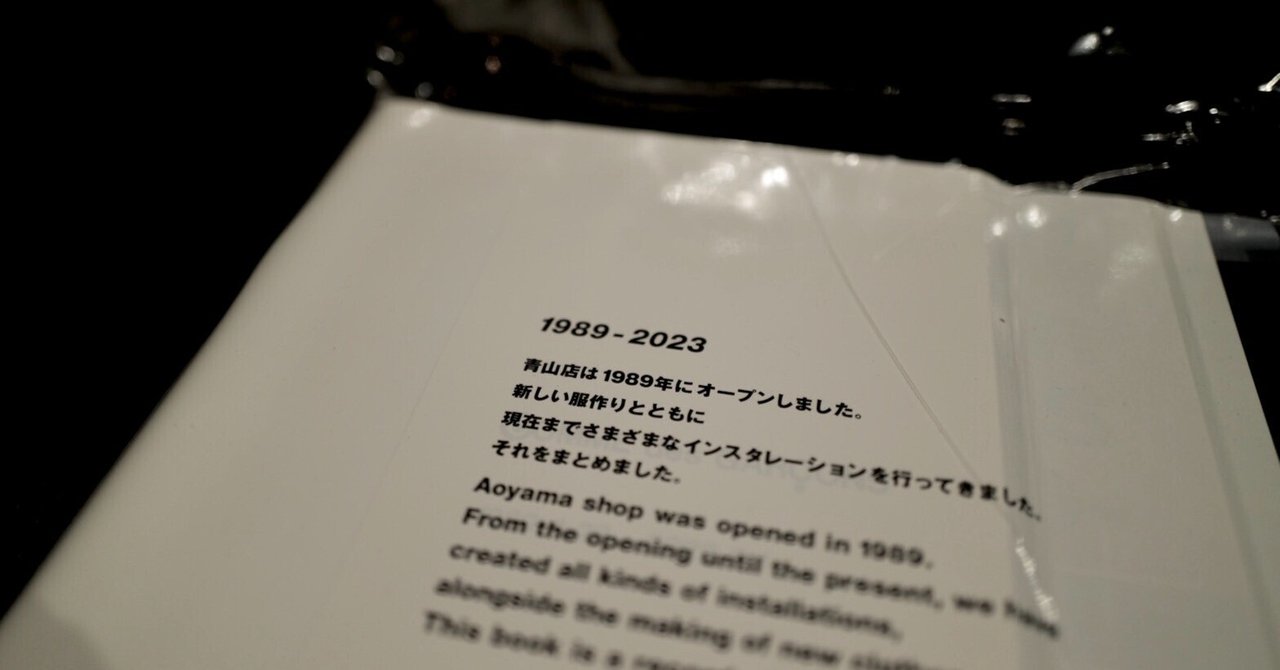 1989-2023
青山店は1989年にオープンしました。
新しい服作りとともに
現在までさまざまなインスタレーションを行ってきました。
それをまとめました。
Aoyama shop was opened in 1989.
From the opening until the present, we have
created all kinds of installations,
alongside the making of new
This book is a